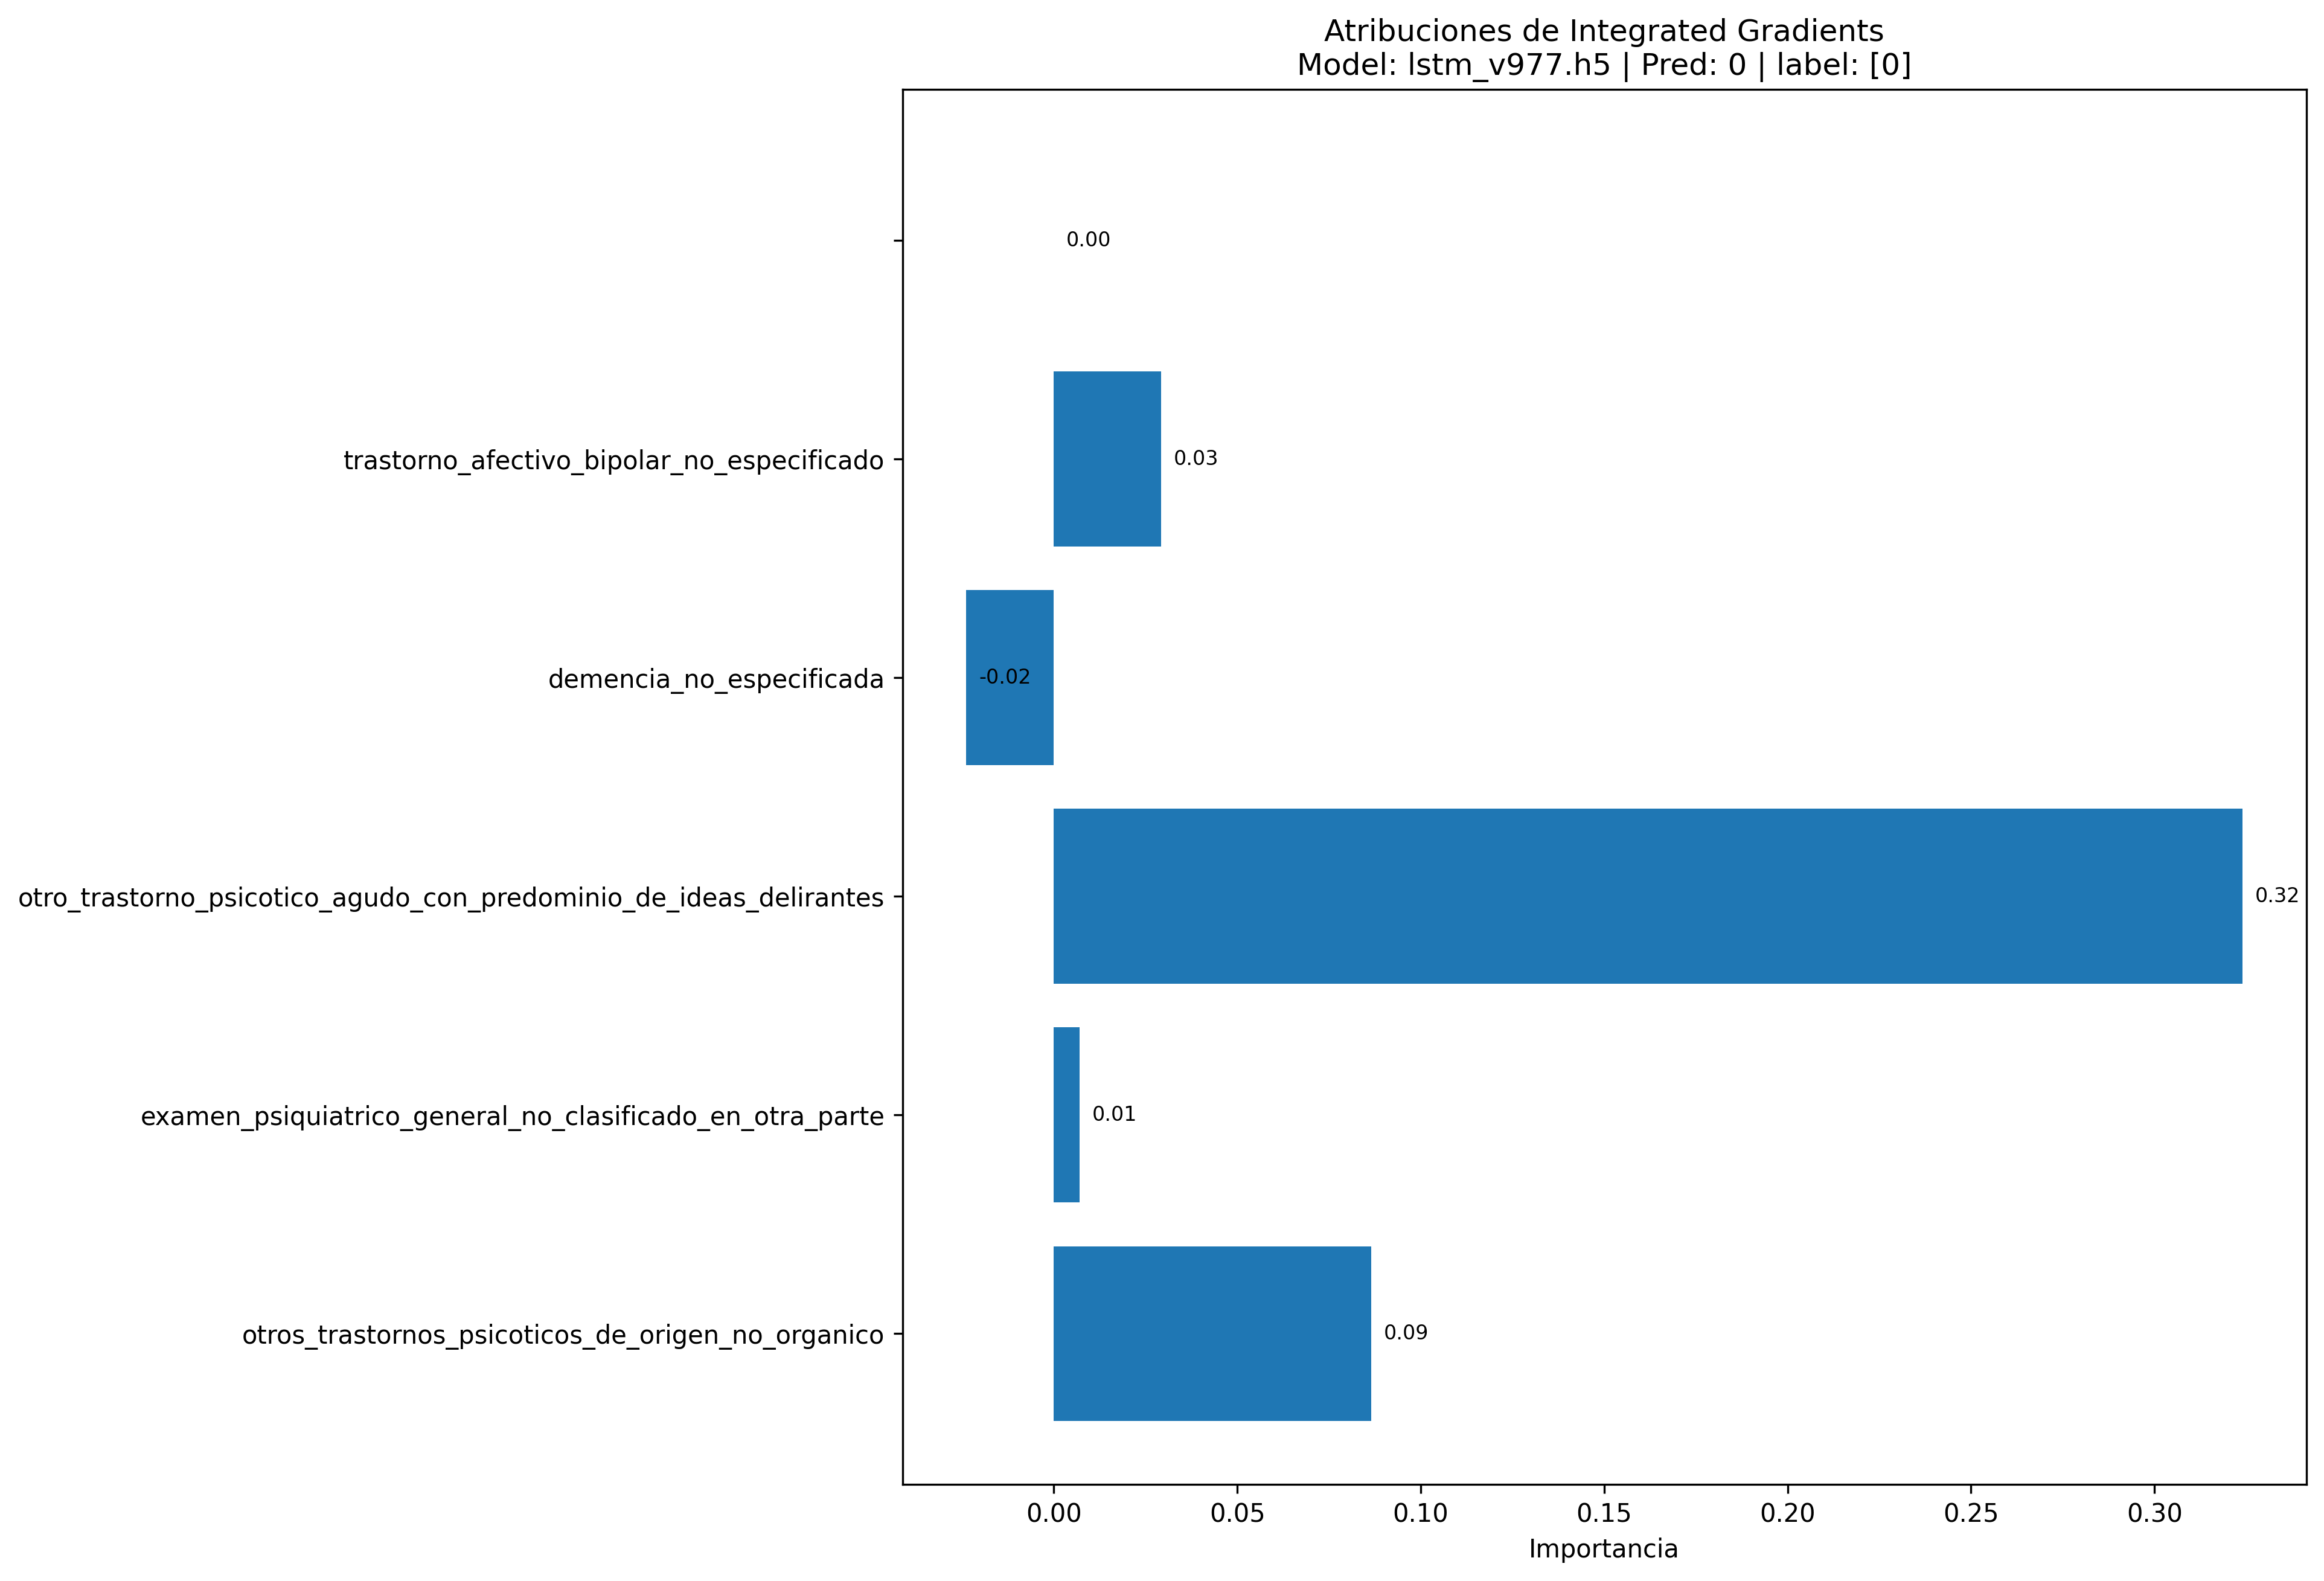 Atribuciones de Integrated Gradients
Model: lstm_v977.h5 | Pred: 0 | label: [0]
0.00
trastorno_afectivo_bipolar_no_especificado
0.03
demencia_no_especificada
-0.02
otro_trastorno_psicotico_agudo_con_predominio_de_ideas_delirantes
0.32
examen_psiquiatrico_general_no_clasificado_en_otra_parte
0.01
otros_trastornos_psicoticos_de_origen_no_organico
0.09
0.00 0.05 0.10 0.15 0.20 0.25 0.30
Importancia